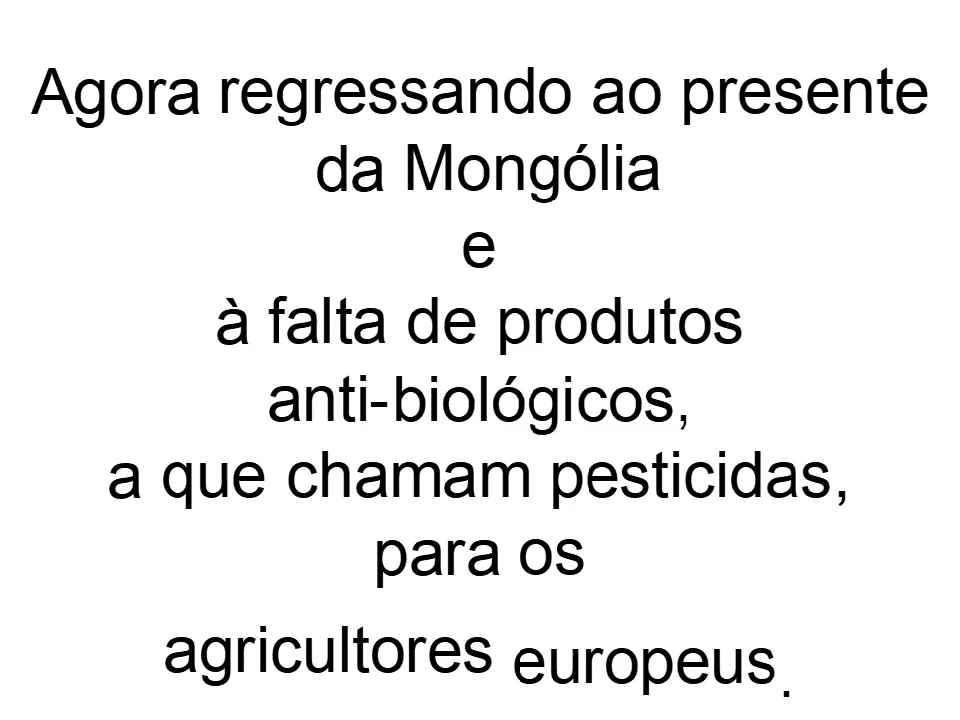 Agora regressando ao presente
da Mongólia
e
à falta de produtos
anti-biológicos,
a que chamam pesticidas,
para os
agricultores europeus.